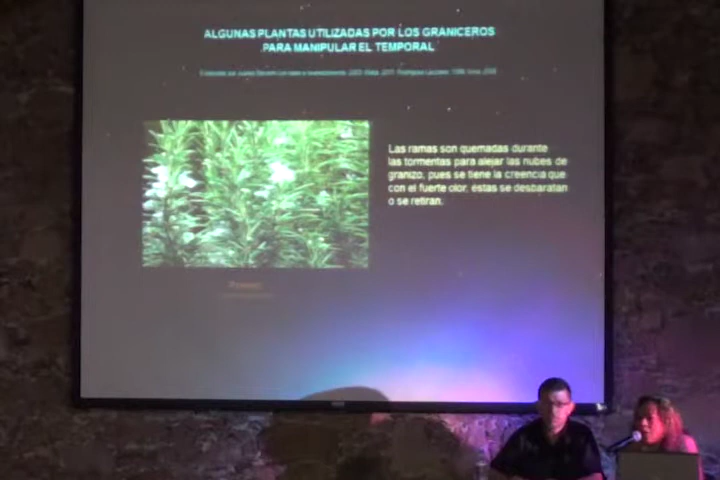 ALGUNAS PLANTAS UTILIZADAS POR LOS GRANICEROS
PARA MANIPULAR EL TEMPORAL
Las ramas son quemadas durante
las tormentas para alejar las nubes de
granizo, pues se tiene la creencia que
con el fuerte olor, éstas se desbaratan
o se retiran.